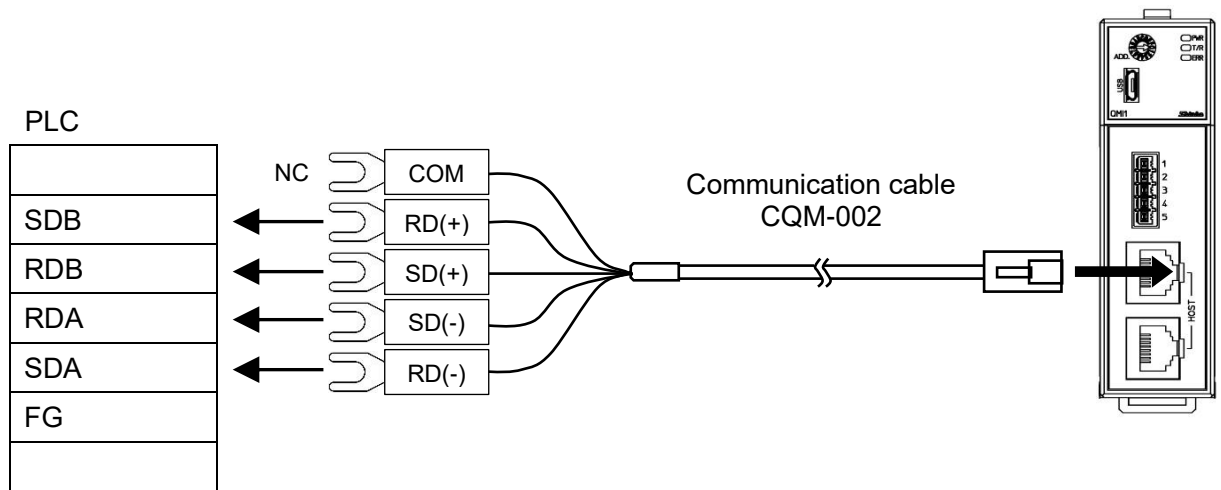 PLC
SDB
RDB
RDA
SDA
FG
NC
COM
RD(+)
SD(+)
SD(-)
RD(-)
Communication cable
CQM-002
PWR
T/R
ERR
ADD.
USB
QMI1
Shinko
1
2
3
4
5
HOST